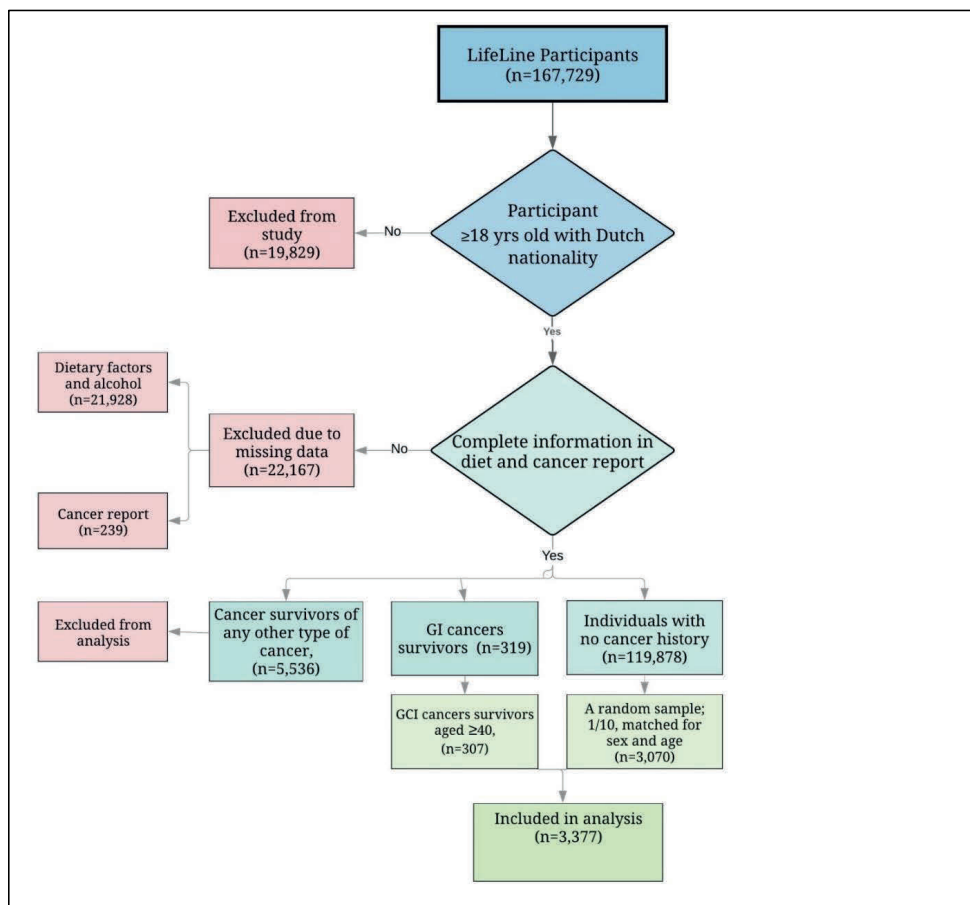 LifeLine Participants
(n=167,729)
Participant
≥18 yrs old with Dutch
nationality
No
Excluded from
study
(n=19,829)
Yes
Complete information in
diet and cancer report
No
Excluded due to
missing data
(n=22,167)
Dietary factors
and alcohol
(n=21,928)
Cancer report
(n=239)
Yes
Excluded from
analysis
Cancer survivors of
any other type of
cancer,
(n=5,536)
GI cancers
survivors (n=319)
Individuals with
no cancer history
(n=119,878)
GCI cancers survivors
aged ≥40,
(n=307)
A random sample;
1/10, matched for
sex and age
(n=3,070)
Included in analysis
(n=3,377)